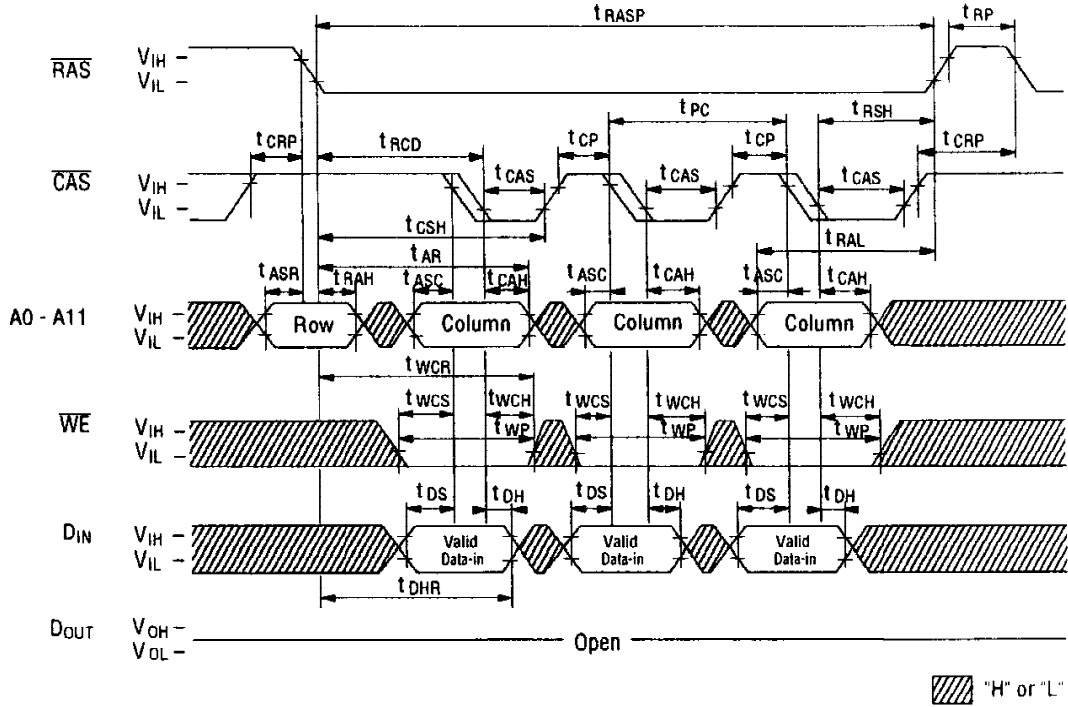 tRASP tRP
RAS VIH –
VIL –
tPC tRSH
tCRP tRCD tCP tCP tCRP
CAS VIH –
VIL –
tCAS tCAS tCAS
tCSH
tAR tRAL
tASR tRAH tASC tCAH tASC tCAH tASC tCAH
A0 - A11 VIH –
VIL –
Row Column Column Column
tWCR
tWCS tWCH tWCS tWCH tWCS tWCH
WE VIH –
VIL –
tWP tWP tWP
tDS tDH tDS tDH tDS tDH
DIN VIH –
VIL –
Valid Data-in Valid Data-in Valid Data-in
tDHR
DOUT VOH –
VOL –
Open
"H" or "L"